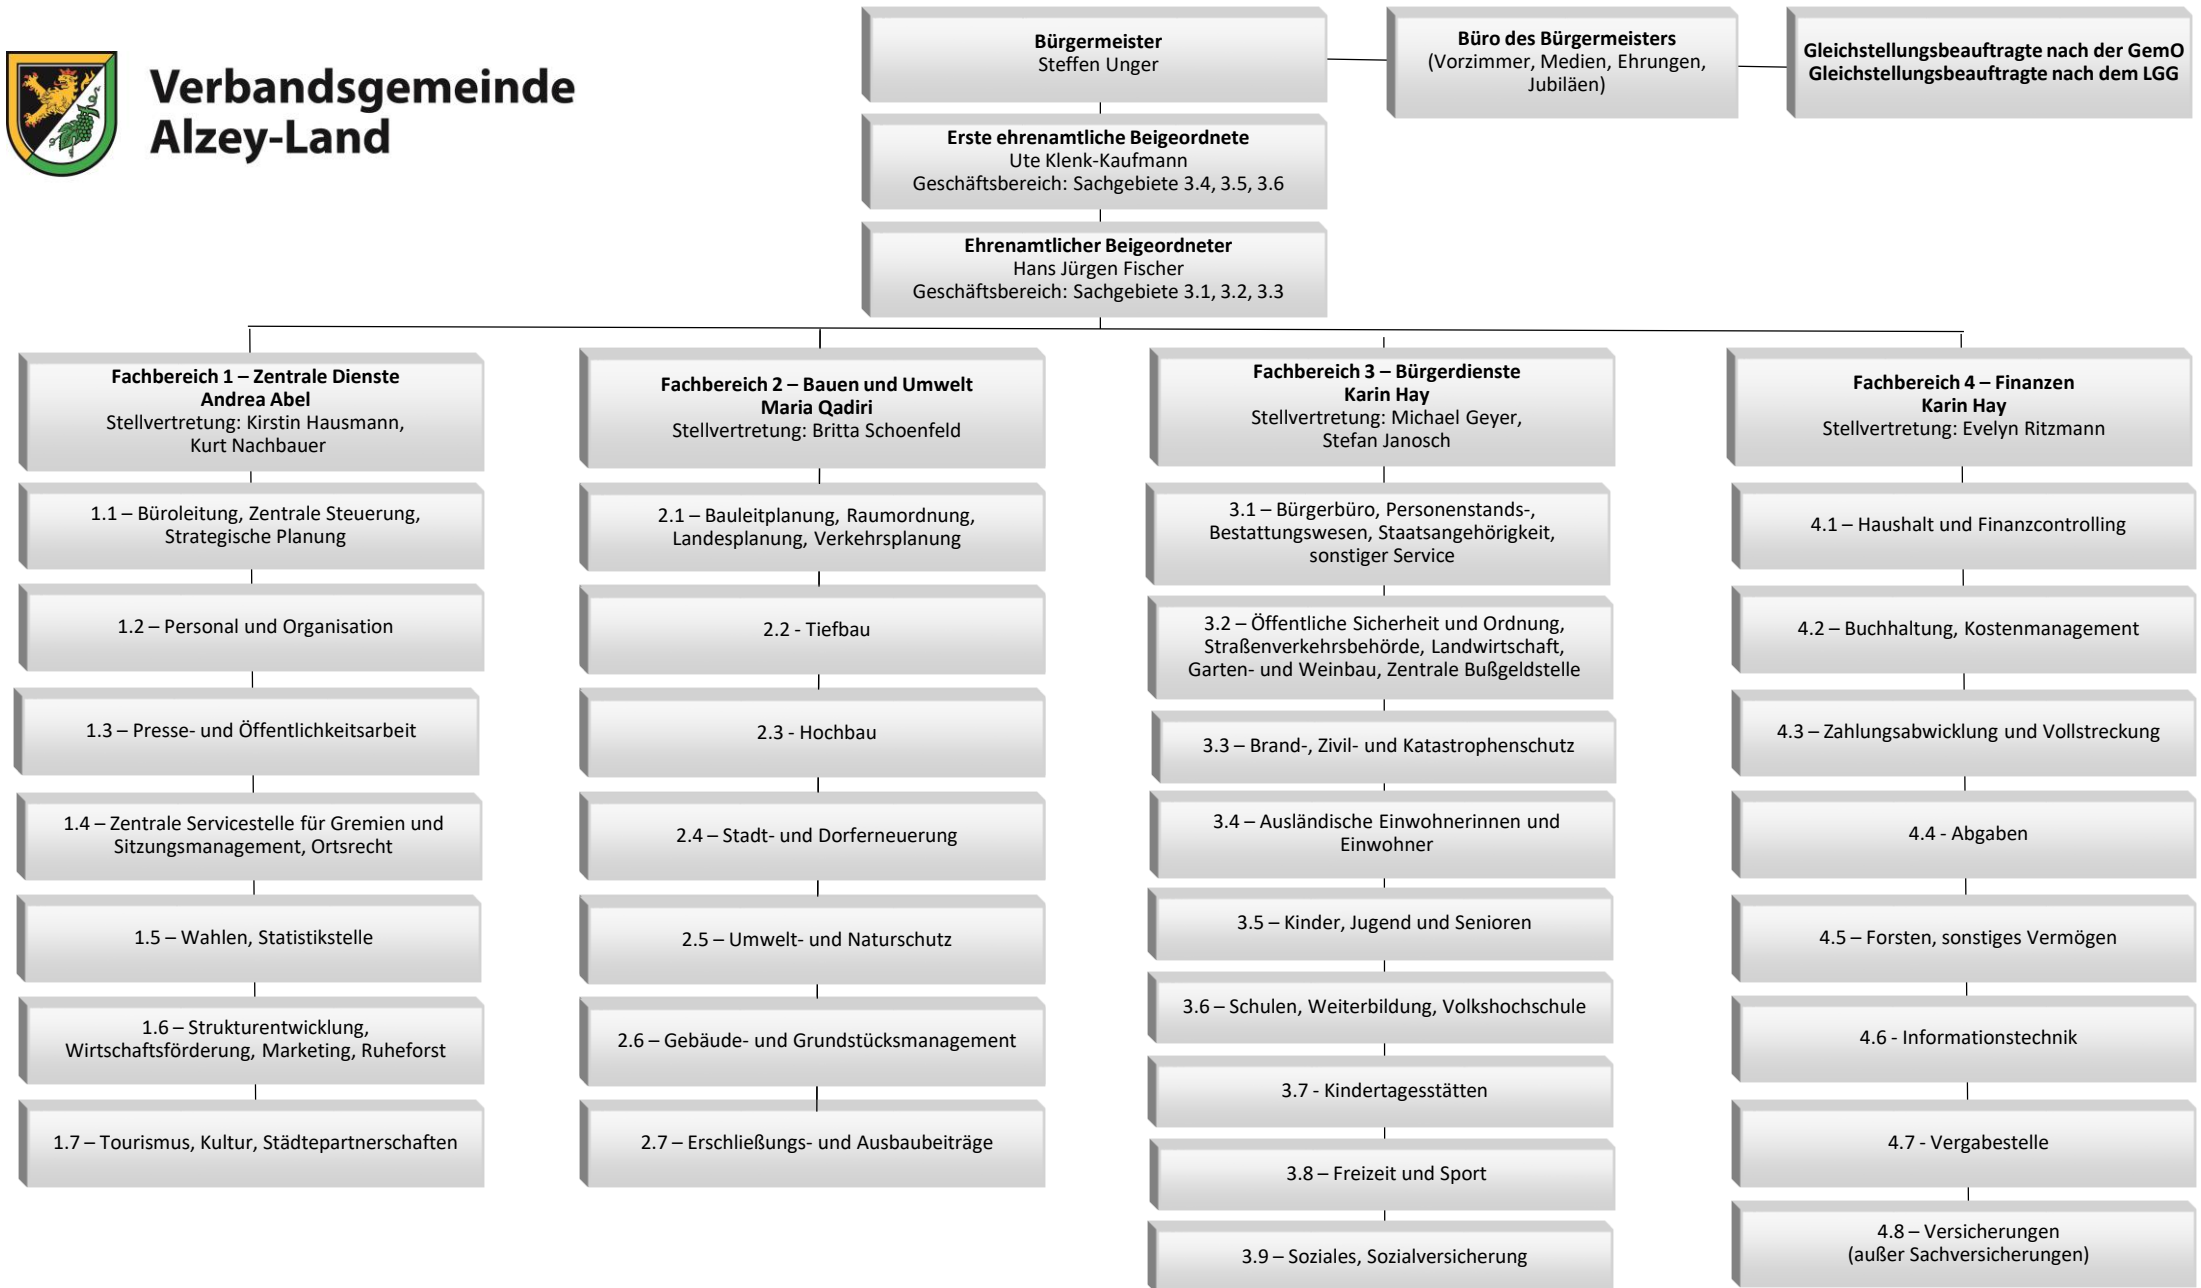 Verbandsgemeinde
Alzey-Land
Bürgermeister
Steffen Unger
Büro des Bürgermeisters
(Vorzimmer, Medien, Ehrungen,
Jubiläen)
Gleichstellungsbeauftragte nach der GemO
Gleichstellungsbeauftragte nach dem LGG
Erste ehrenamtliche Beigeordnete
Ute Klenk-Kaufmann
Geschäftsbereich: Sachgebiete 3.4, 3.5, 3.6
Ehrenamtlicher Beigeordneter
Hans Jürgen Fischer
Geschäftsbereich: Sachgebiete 3.1, 3.2, 3.3
Fachbereich 1 – Zentrale Dienste
Andrea Abel
Stellvertretung: Kirstin Hausmann,
Kurt Nachbauer
1.1 – Büroleitung, Zentrale Steuerung,
Strategische Planung
1.2 – Personal und Organisation
1.3 – Presse- und Öffentlichkeitsarbeit
1.4 – Zentrale Servicestelle für Gremien und
Sitzungsmanagement, Ortsrecht
1.5 – Wahlen, Statistikstelle
1.6 – Strukturentwicklung,
Wirtschaftsförderung, Marketing, Ruheforst
1.7 – Tourismus, Kultur, Städtepartnerschaften
Fachbereich 2 – Bauen und Umwelt
Maria Qadiri
Stellvertretung: Britta Schoenfeld
2.1 – Bauleitplanung, Raumordnung,
Landesplanung, Verkehrsplanung
2.2 - Tiefbau
2.3 - Hochbau
2.4 – Stadt- und Dorferneuerung
2.5 – Umwelt- und Naturschutz
2.6 – Gebäude- und Grundstücksmanagement
2.7 – Erschließungs- und Ausbaubeiträge
Fachbereich 3 – Bürgerdienste
Karin Hay
Stellvertretung: Michael Geyer,
Stefan Janosch
3.1 – Bürgerbüro, Personenstands-,
Bestattungswesen, Staatsangehörigkeit,
sonstiger Service
3.2 – Öffentliche Sicherheit und Ordnung,
Straßenverkehrsbehörde, Landwirtschaft,
Garten- und Weinbau, Zentrale Bußgeldstelle
3.3 – Brand-, Zivil- und Katastrophenschutz
3.4 – Ausländische Einwohnerinnen und
Einwohner
3.5 – Kinder, Jugend und Senioren
3.6 – Schulen, Weiterbildung, Volkshochschule
3.7 - Kindertagesstätten
3.8 – Freizeit und Sport
3.9 – Soziales, Sozialversicherung
Fachbereich 4 – Finanzen
Karin Hay
Stellvertretung: Evelyn Ritzmann
4.1 – Haushalt und Finanzcontrolling
4.2 – Buchhaltung, Kostenmanagement
4.3 – Zahlungsabwicklung und Vollstreckung
4.4 - Abgaben
4.5 – Forsten, sonstiges Vermögen
4.6 - Informationstechnik
4.7 - Vergabestelle
4.8 – Versicherungen
(außer Sachversicherungen)